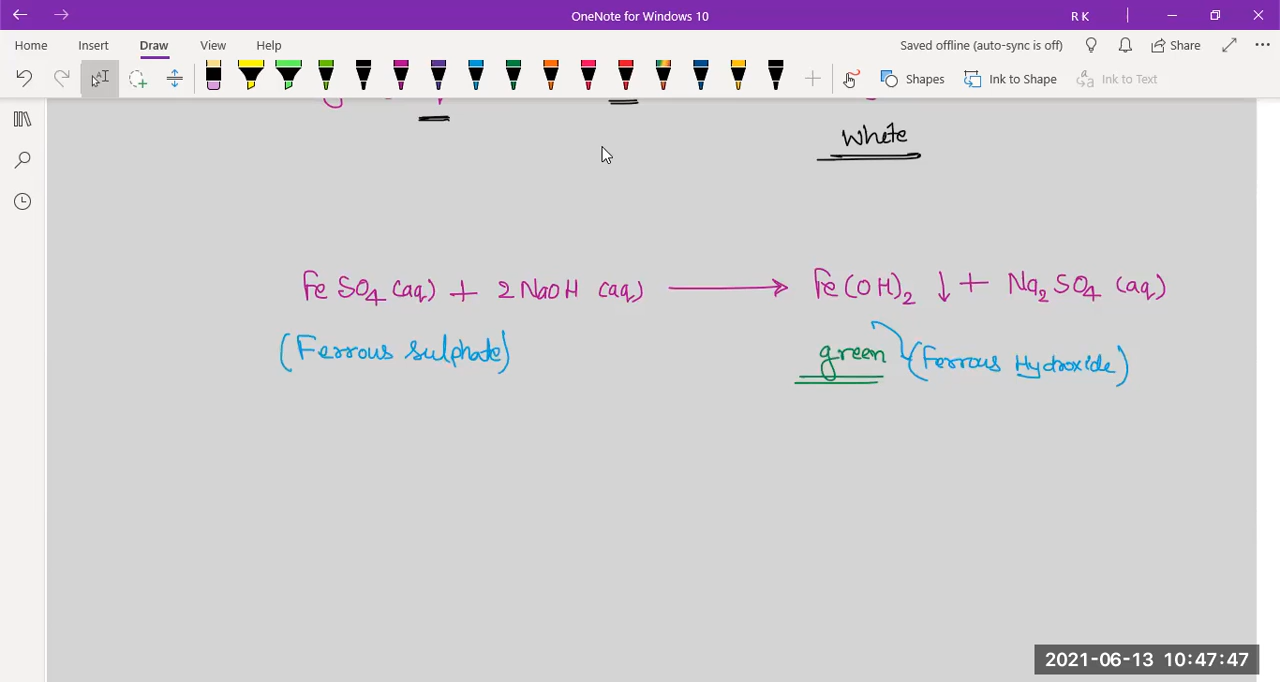 OneNote for Windows 10
R K
Home Insert Draw View Help
Saved offline (auto-sync is off) Share
Shapes Ink to Shape Ink to Text
White
FeSO4 (aq) + 2NaOH (aq) ⟶ Fe(OH)2 ↓ + Na2SO4 (aq)
(Ferrous Sulphate) green (Ferrous Hydroxide)
2021-06-13 10:47:47